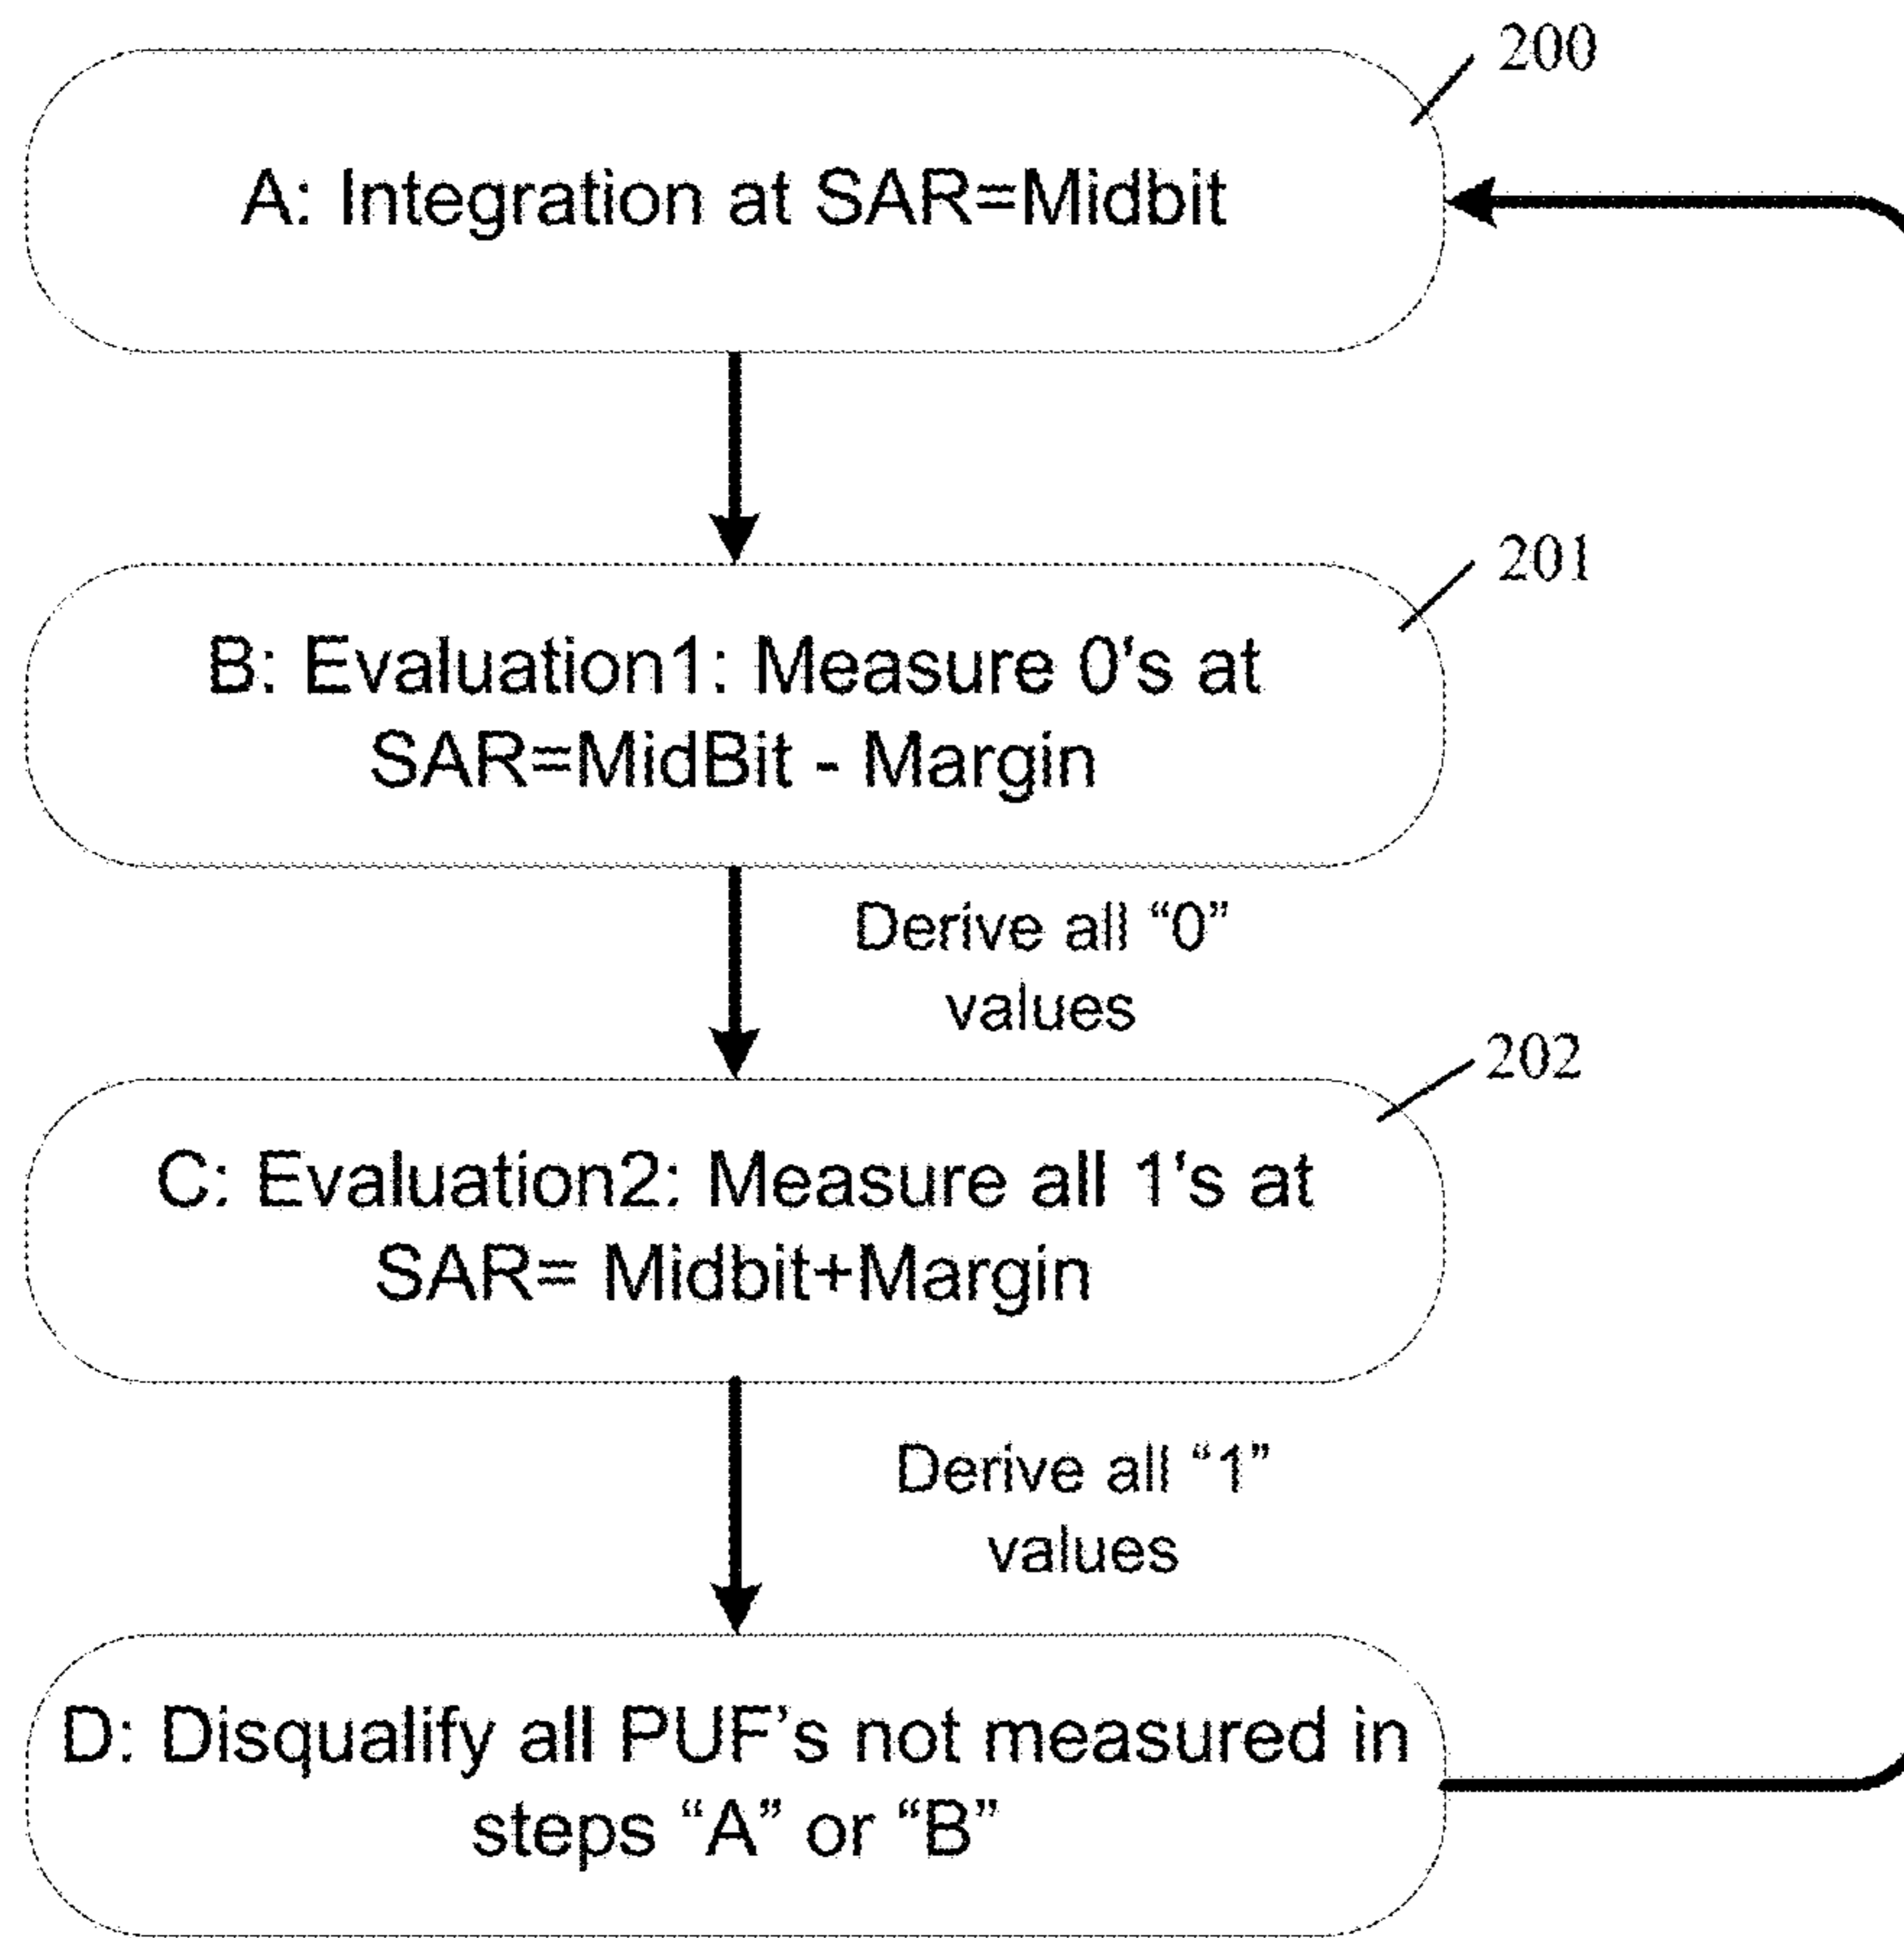 200
A: Integration at SAR=Midbit
201
B: Evaluation1: Measure 0's at
SAR=MidBit - Margin
Derive all “0”
values
202
C: Evaluation2: Measure all 1's at
SAR= Midbit+Margin
Derive all “1”
values
D: Disqualify all PUF’s not measured in
steps “A” or “B”